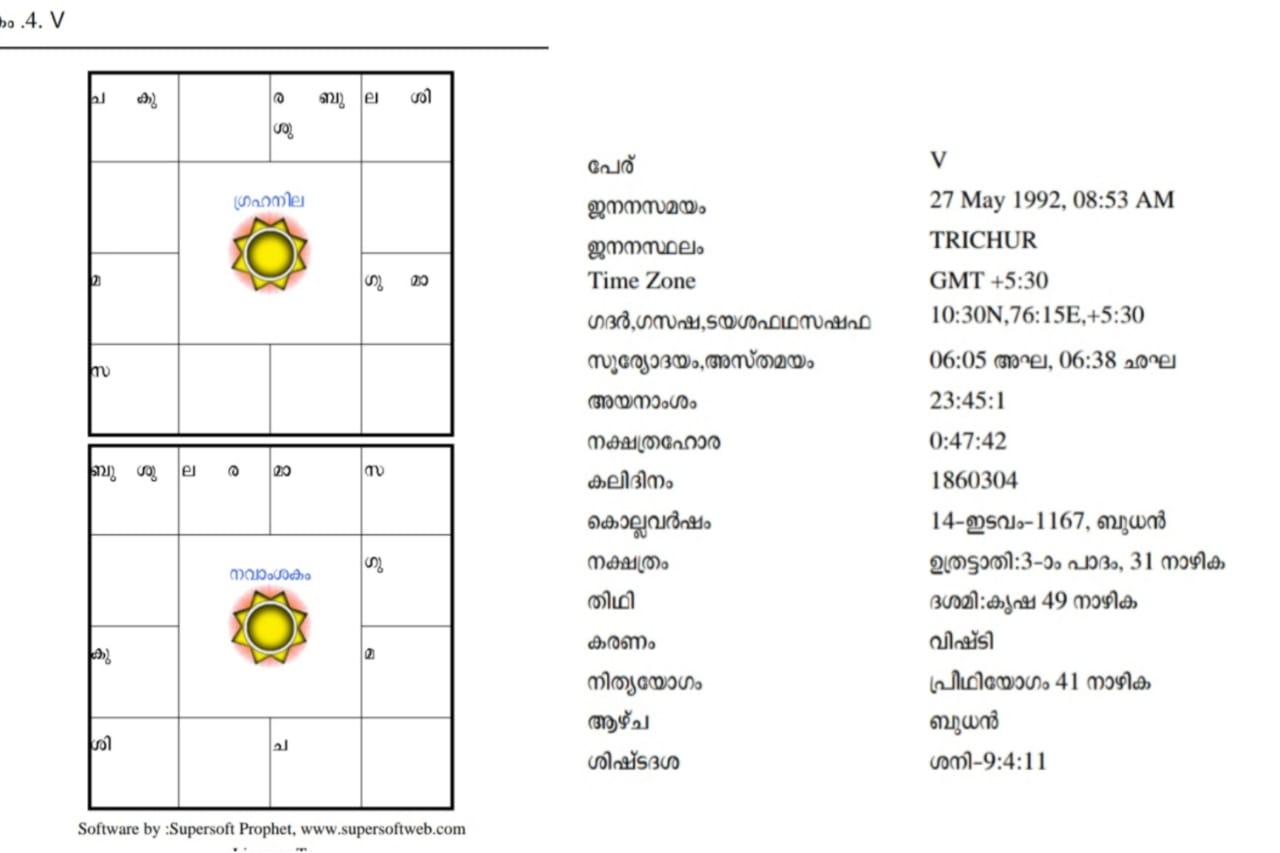 .4. V
ച കു
ര ബു
ശു
ല ശി
ഗ്രഹനില
മ
ഗു മാ
സ
ബു ശു
ല ര
മാ
സ
നവാംശകം
ഗു
കു
മ
ശി
ച
Software by :Supersoft Prophet, www.supersoftweb.com
പേര് V
ജനനസമയം 27 May 1992, 08:53 AM
ജനനസ്ഥലം TRICHUR
Time Zone GMT +5:30
ഗദർ,ഗസഷ,ടയശഫഥസഷഫ 10:30N,76:15E,+5:30
സൂര്യോദയം,അസ്തമയം 06:05 06:38
അയനാംശം 23:45:1
നക്ഷത്രഹോര 0:47:42
കലിദിനം 1860304
കൊല്ലവർഷം 14-ഇടവം-1167, ബുധൻ
നക്ഷത്രം ഉത്രട്ടാതി:3-ാം പാദം, 31 നാഴിക
തിഥി ദശമി:കൃഷ 49 നാഴിക
കരണം വിഷ്ടി
നിത്യയോഗം പ്രീഥിയോഗം 41 നാഴിക
ആഴ്ച ബുധൻ
ശിഷ്ടദശ ശനി-9:4:11